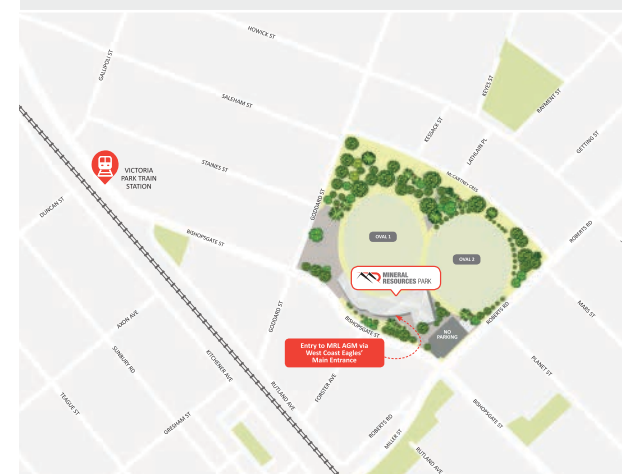 HOWICK ST
GALLIPOLI ST
SALEHAM ST
KEYES ST
RAYMENT ST
KESSACK ST
LATHLAIN PL
GETTING ST
STAINES ST
MCCARTNEY CRES
VICTORIA
PARK TRAIN
STATION
GODDARD ST
DUNCAN ST
BISHOPSGATE ST
OVAL 1
OVAL 2
ROBERTS RD
MINERAL
RESOURCES PARK
MARS ST
AXON AVE
GODDARD ST
BISHOPSGATE ST
ROBERTS RD
NO
PARKING
Entry to MRL AGM via
West Coast Eagles'
Main Entrance
SUNBURY RD
KITCHENER AVE
PLANET ST
RUTLAND AVE
FORSTER AVE
TEAGUE ST
GRESHAM ST
ROBERTS RD
MILLER ST
BISHOPSGATE ST
RUTLAND AVE